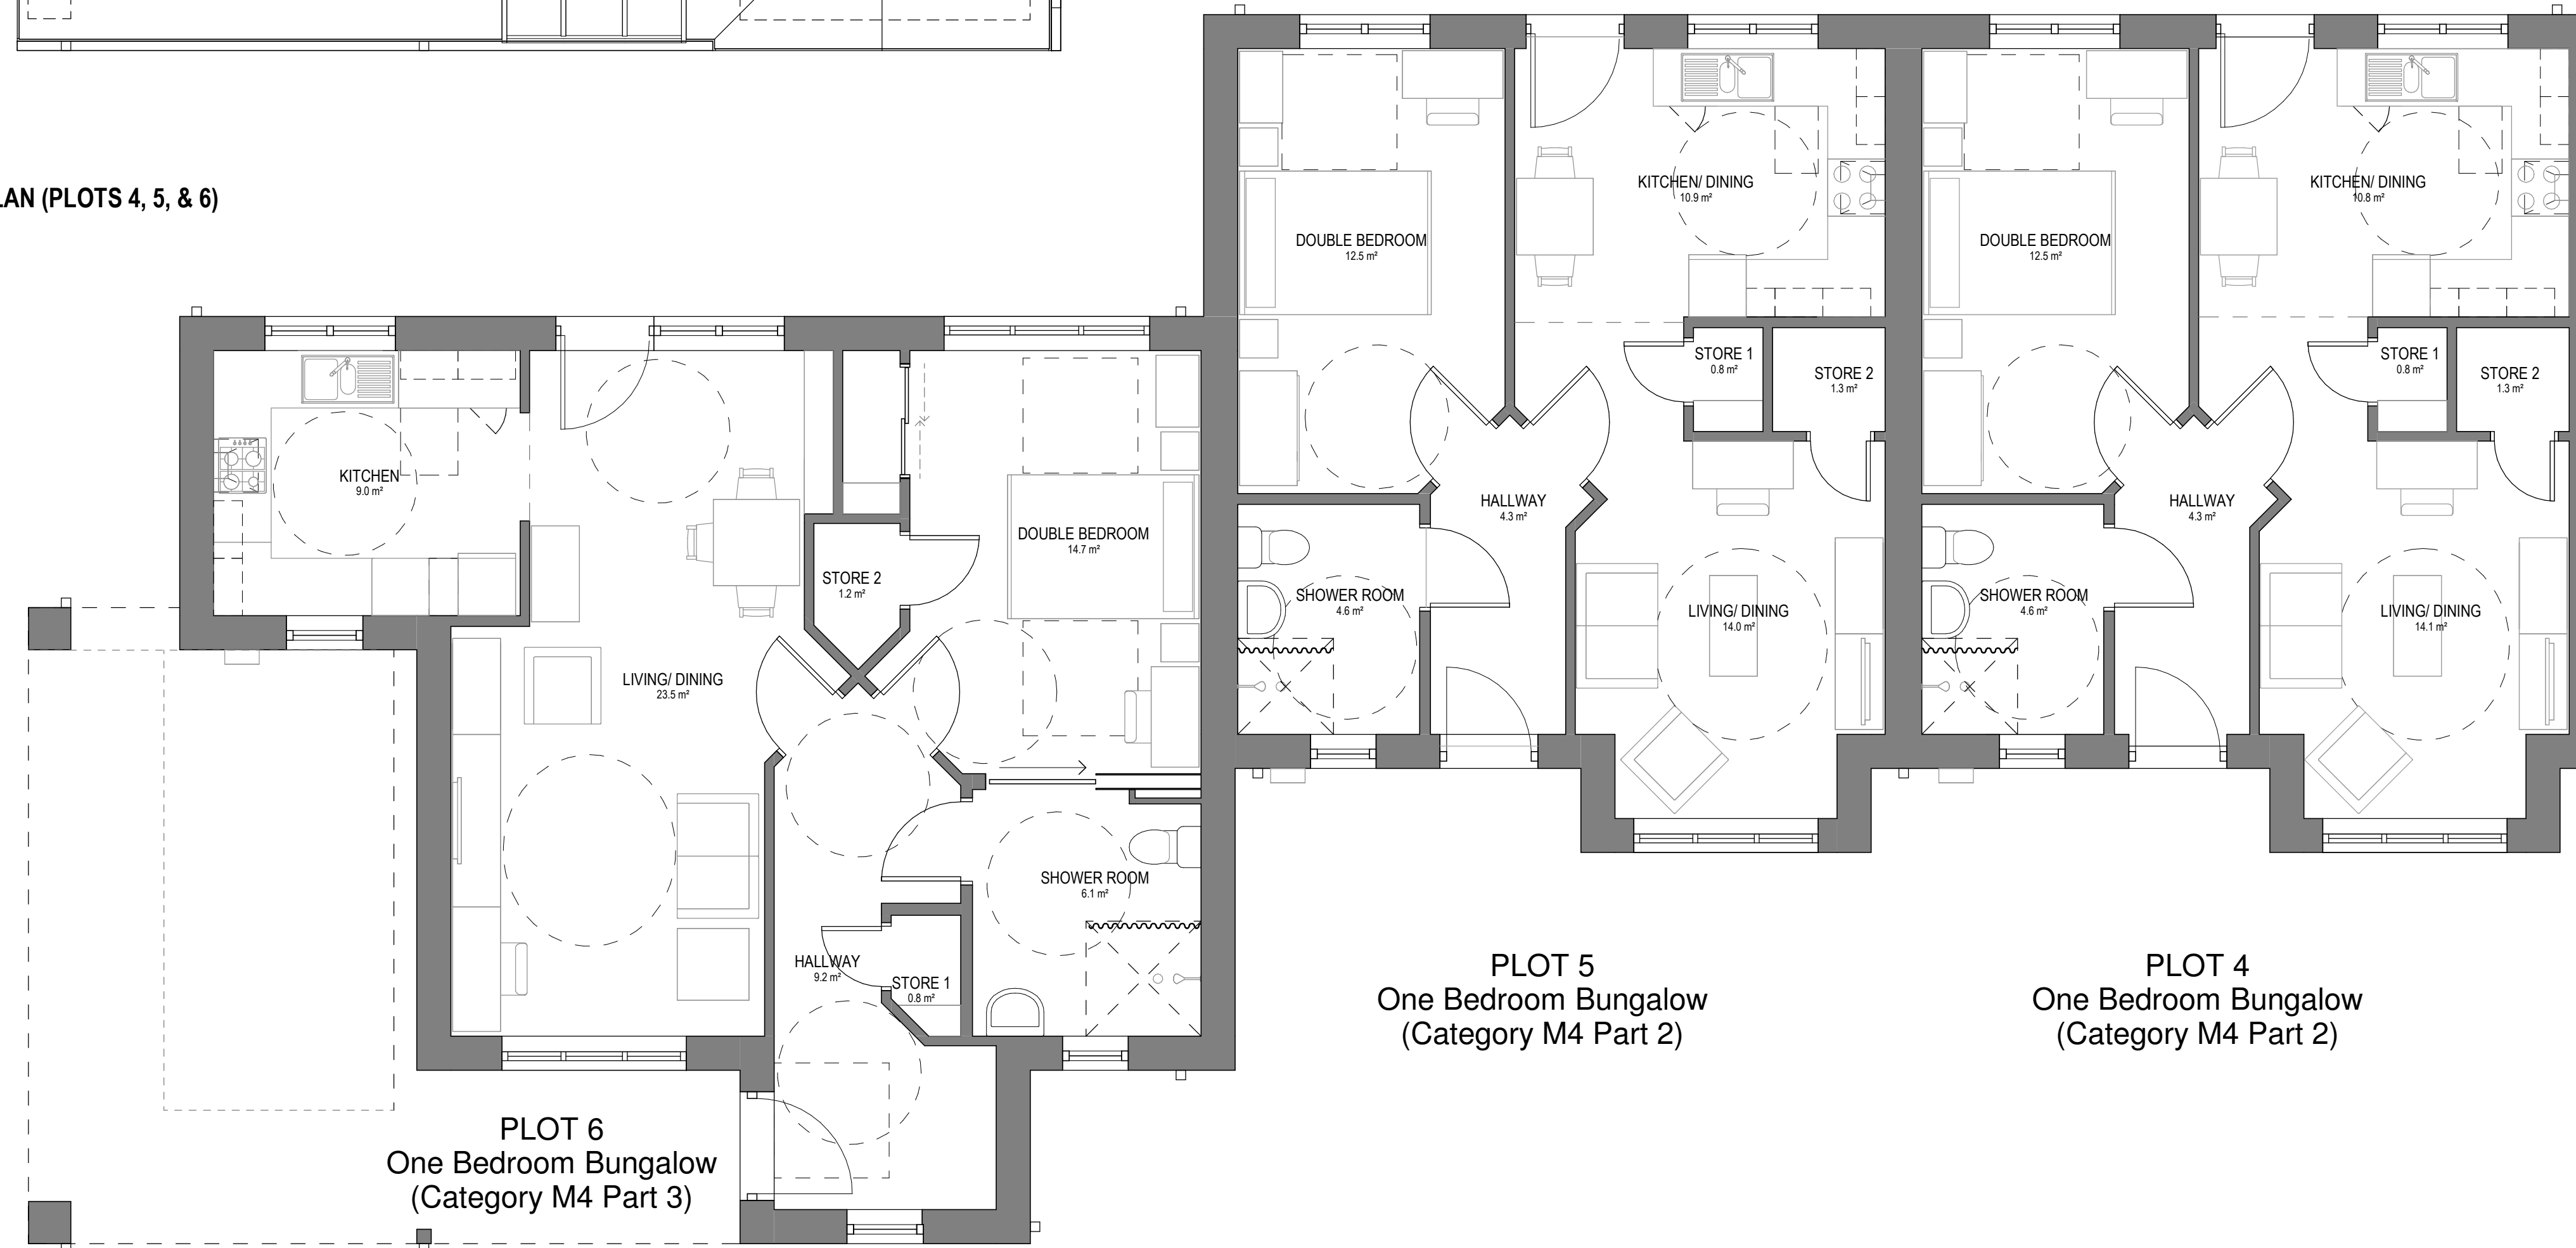 LAN (PLOTS 4, 5, & 6)
KITCHEN
9.0 m²
LIVING/ DINING
23.5 m²
STORE 2
1.2 m²
DOUBLE BEDROOM
14.7 m²
SHOWER ROOM
6.1 m²
HALLWAY
9.2 m²
STORE 1
0.8 m²
PLOT 6
One Bedroom Bungalow
(Category M4 Part 3)
DOUBLE BEDROOM
12.5 m²
KITCHEN/ DINING
10.9 m²
STORE 1
0.8 m²
STORE 2
1.3 m²
HALLWAY
4.3 m²
SHOWER ROOM
4.6 m²
LIVING/ DINING
14.0 m²
PLOT 5
One Bedroom Bungalow
(Category M4 Part 2)
DOUBLE BEDROOM
12.5 m²
KITCHEN/ DINING
10.8 m²
STORE 1
0.8 m²
STORE 2
1.3 m²
HALLWAY
4.3 m²
SHOWER ROOM
4.6 m²
LIVING/ DINING
14.1 m²
PLOT 4
One Bedroom Bungalow
(Category M4 Part 2)